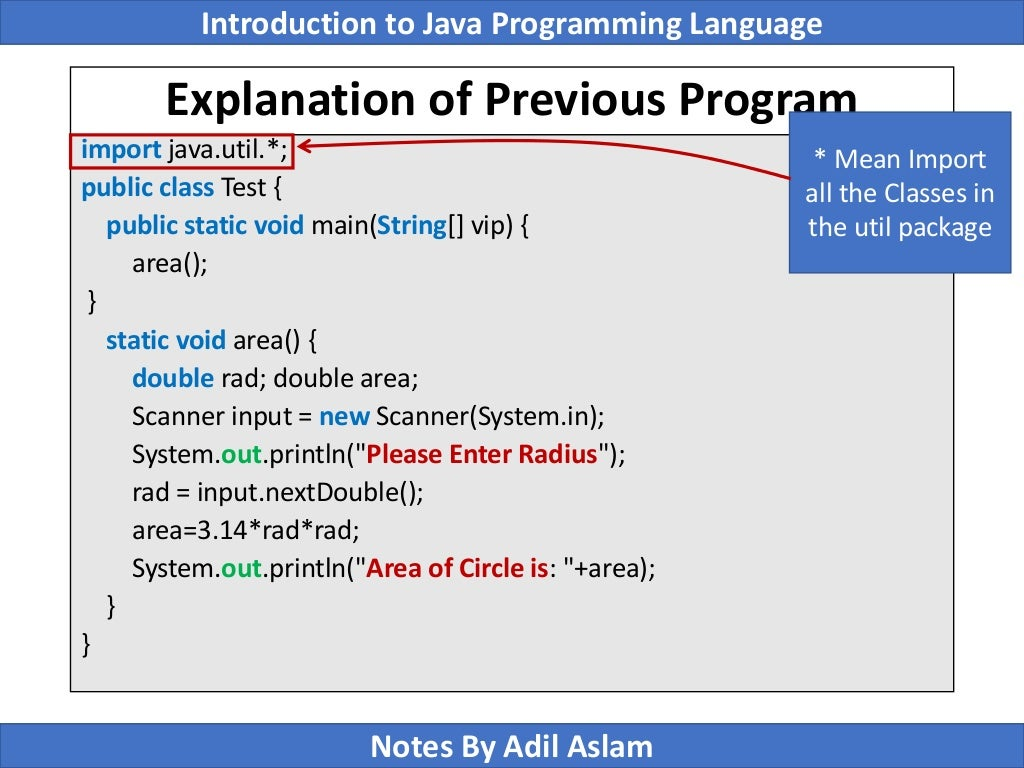 Introduction to Java Programming Language
Explanation of Previous Program
import java.util.*;
* Mean Import
all the Classes in
the util package
public class Test {
public static void main(String[] vip) {
area();
}
static void area() {
double rad; double area;
Scanner input = new Scanner(System.in);
System.out.println("Please Enter Radius");
rad = input.nextDouble();
area=3.14*rad*rad;
System.out.println("Area of Circle is: "+area);
}
}
Notes By Adil Aslam